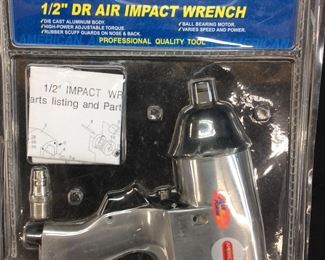 1/2" DR AIR IMPACT WRENCH
✓DIE CAST ALUMINUM BODY. ✓BALL BEARING MOTOR.
✓HIGH-POWER ADJUSTABLE TORQUE. ✓VARIES SPEED AND POWER.
✓RUBBER SCUFF GUARDS ON NOSE & BACK.
PROFESSIONAL QUALITY TOOL
1/2" IMPACT WR
arts listing and Part